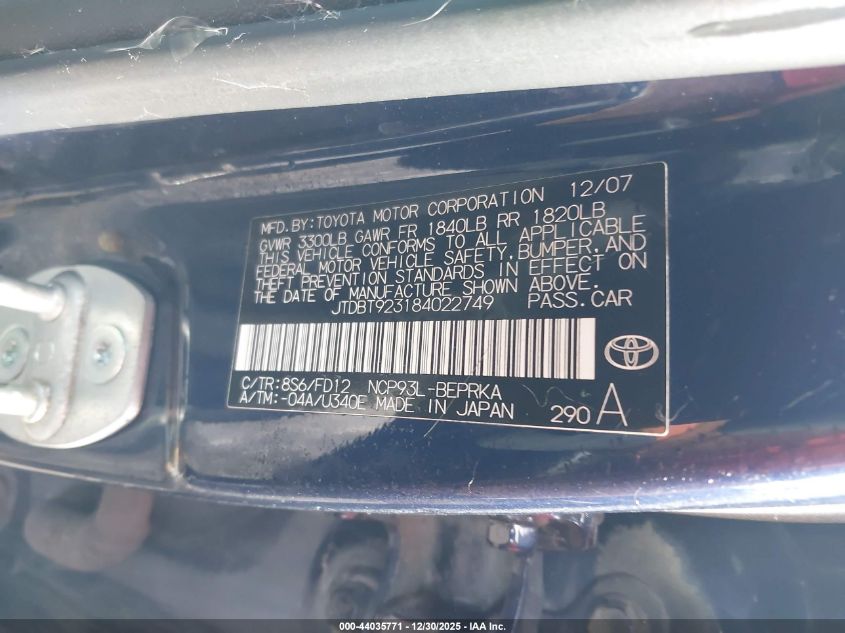 MFD.BY:TOYOTA MOTOR CORPORATION 12/07
GVWR 3300LB GAWR FR 1840LB RR 1820LB
THIS VEHICLE CONFORMS TO ALL APPLICABLE
FEDERAL MOTOR VEHICLE SAFETY,BUMPER,AND
THEFT PREVENTION STANDARDS IN EFFECT ON
THE DATE OF MANUFACTURE SHOWN ABOVE.
JTDBT923184022749 PASS.CAR
C/TR:8S6/FD12 NCP93L-BEPRKA
A/TM:-04A/U340E MADE IN JAPAN 290 A
000-44035771 - 12/30/2025 - IAA Inc.